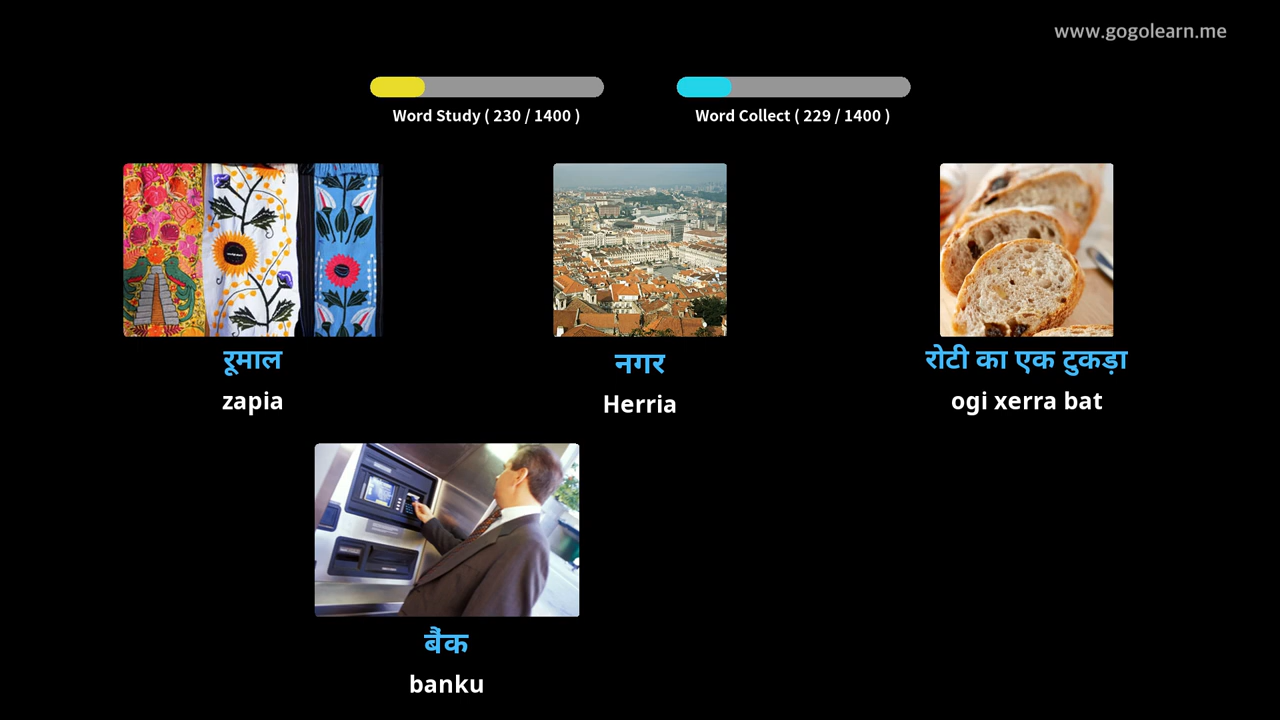 www.gogolearn.me
Word Study ( 230 / 1400 )
Word Collect ( 229 / 1400 )
रूमाल
zapia
नगर
Herria
रोटी का एक टुकड़ा
ogi xerra bat
बैंक
banku